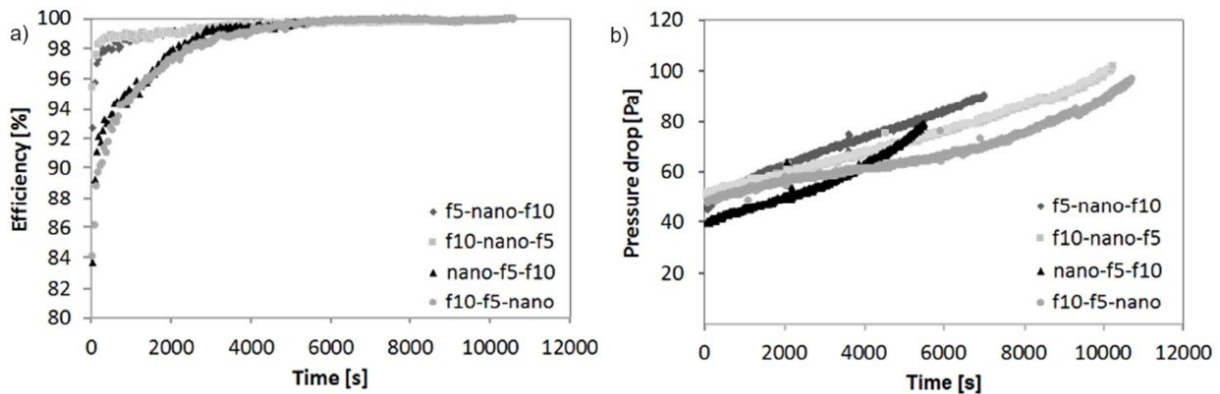 a)
Efficiency [%]
100
98
96
94
92
90
88
86
84
82
80
0 2000 4000 6000 8000 10000 12000
Time [s]
f5-nano-f10
f10-nano-f5
nano-f5-f10
f10-f5-nano
b)
Pressure drop [Pa]
120
100
80
60
40
20
0 2000 4000 6000 8000 10000 12000
Time [s]
f5-nano-f10
f10-nano-f5
nano-f5-f10
f10-f5-nano